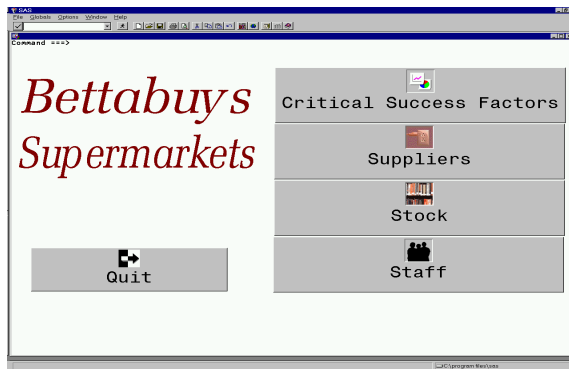 SAS
File Globals Options Window Help
Command ===>
Bettabuys
Supermarkets
Critical Success Factors
Suppliers
Stock
Staff
Quit
C:\program files\sas